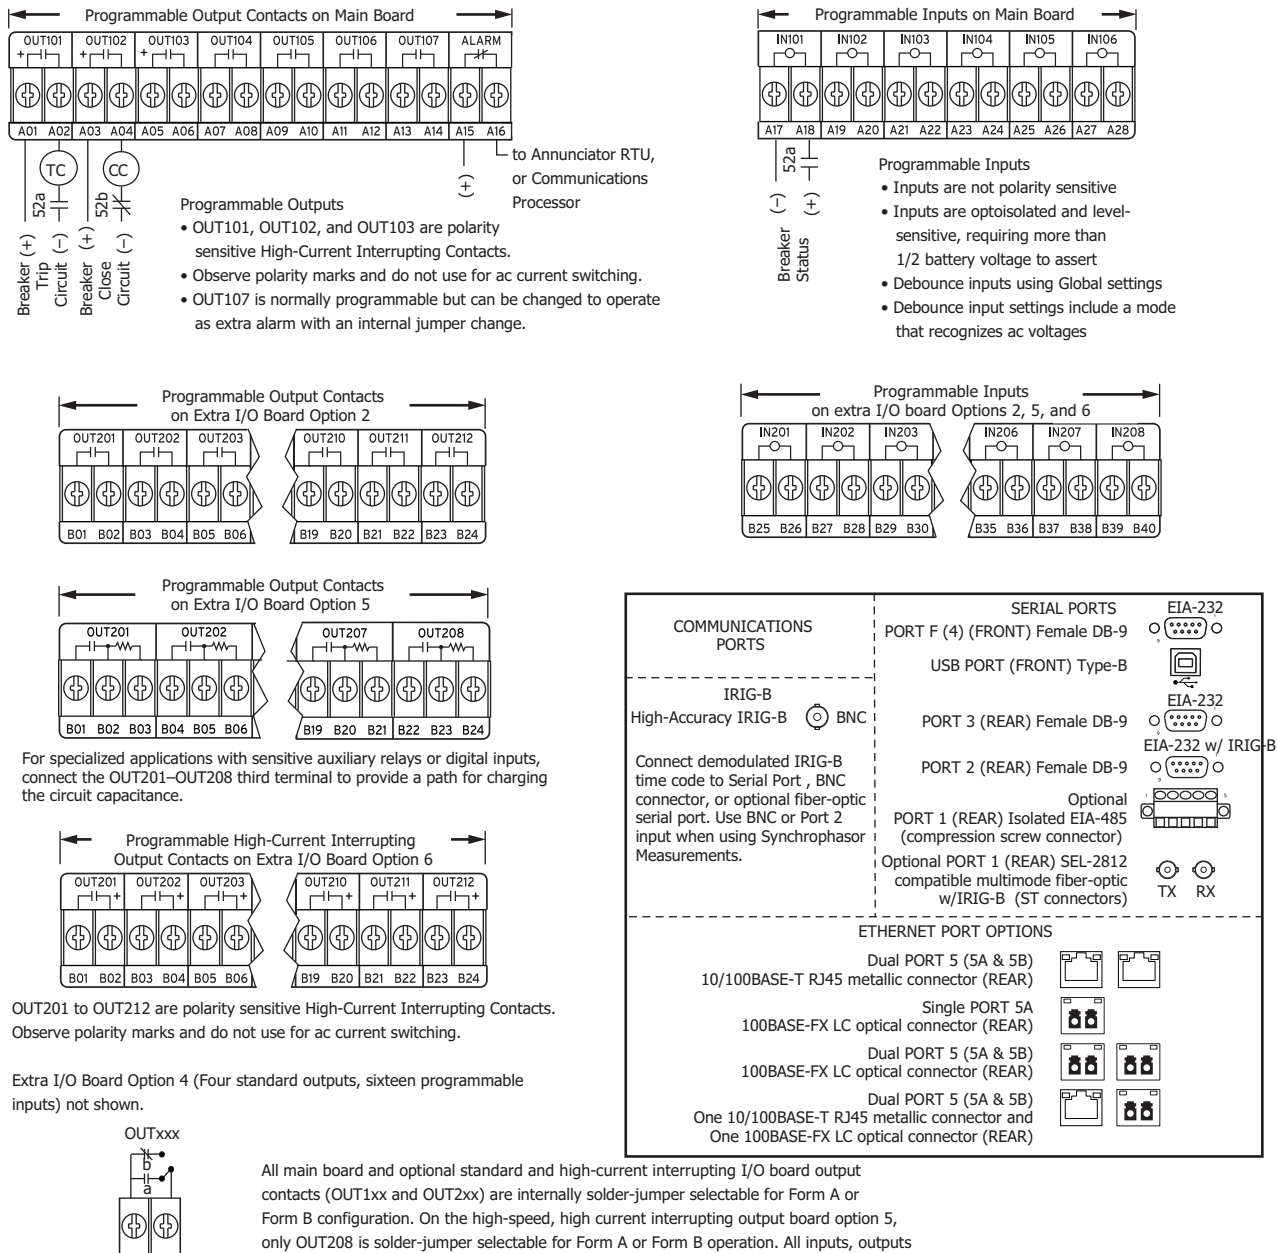 Programmable Output Contacts on Main Board
OUT101 OUT102 OUT103 OUT104 OUT105 OUT106 OUT107 ALARM
+ + +
A01 A02 A03 A04 A05 A06 A07 A08 A09 A10 A11 A12 A13 A14 A15 A16
TC CC
52a 52b
Breaker (+)
Trip
Circuit (−)
Breaker (+)
Close
Circuit (−)
(+)
to Annunciator RTU,
or Communications
Processor
Programmable Outputs
• OUT101, OUT102, and OUT103 are polarity
sensitive High-Current Interrupting Contacts.
• Observe polarity marks and do not use for ac current switching.
• OUT107 is normally programmable but can be changed to operate
as extra alarm with an internal jumper change.
Programmable Inputs on Main Board
IN101 IN102 IN103 IN104 IN105 IN106
A17 A18 A19 A20 A21 A22 A23 A24 A25 A26 A27 A28
52a
(−) (+)
Breaker
Status
Programmable Inputs
• Inputs are not polarity sensitive
• Inputs are optoisolated and level-
sensitive, requiring more than
1/2 battery voltage to assert
• Debounce inputs using Global settings
• Debounce input settings include a mode
that recognizes ac voltages
Programmable Output Contacts
on Extra I/O Board Option 2
OUT201 OUT202 OUT203 OUT210 OUT211 OUT212
B01 B02 B03 B04 B05 B06 B19 B20 B21 B22 B23 B24
Programmable Inputs
on extra I/O board Options 2, 5, and 6
IN201 IN202 IN203 IN206 IN207 IN208
B25 B26 B27 B28 B29 B30 B35 B36 B37 B38 B39 B40
Programmable Output Contacts
on Extra I/O Board Option 5
OUT201 OUT202 OUT207 OUT208
B01 B02 B03 B04 B05 B06 B19 B20 B21 B22 B23 B24
For specialized applications with sensitive auxiliary relays or digital inputs,
connect the OUT201–OUT208 third terminal to provide a path for charging
the circuit capacitance.
Programmable High-Current Interrupting
Output Contacts on Extra I/O Board Option 6
OUT201 OUT202 OUT203 OUT210 OUT211 OUT212
+ + + + +
B01 B02 B03 B04 B05 B06 B19 B20 B21 B22 B23 B24
OUT201 to OUT212 are polarity sensitive High-Current Interrupting Contacts.
Observe polarity marks and do not use for ac current switching.
Extra I/O Board Option 4 (Four standard outputs, sixteen programmable
inputs) not shown.
COMMUNICATIONS
PORTS
IRIG-B
High-Accuracy IRIG-B BNC
Connect demodulated IRIG-B
time code to Serial Port , BNC
connector, or optional fiber-optic
serial port. Use BNC or Port 2
input when using Synchrophasor
Measurements.
SERIAL PORTS EIA-232
PORT F (4) (FRONT) Female DB-9
USB PORT (FRONT) Type-B
EIA-232
PORT 3 (REAR) Female DB-9
EIA-232 w/ IRIG-B
PORT 2 (REAR) Female DB-9
Optional
PORT 1 (REAR) Isolated EIA-485
(compression screw connector)
Optional PORT 1 (REAR) SEL-2812
compatible multimode fiber-optic
w/IRIG-B (ST connectors)
TX RX
ETHERNET PORT OPTIONS
Dual PORT 5 (5A & 5B)
10/100BASE-T RJ45 metallic connector (REAR)
Single PORT 5A
100BASE-FX LC optical connector (REAR)
Dual PORT 5 (5A & 5B)
100BASE-FX LC optical connector (REAR)
Dual PORT 5 (5A & 5B)
One 10/100BASE-T RJ45 metallic connector and
One 100BASE-FX LC optical connector (REAR)
OUTxxx
b
a
All main board and optional standard and high-current interrupting I/O board output
contacts (OUT1xx and OUT2xx) are internally solder-jumper selectable for Form A or
Form B configuration. On the high-speed, high current interrupting output board option 5,
only OUT208 is solder-jumper selectable for Form A or Form B operation. All inputs, outputs